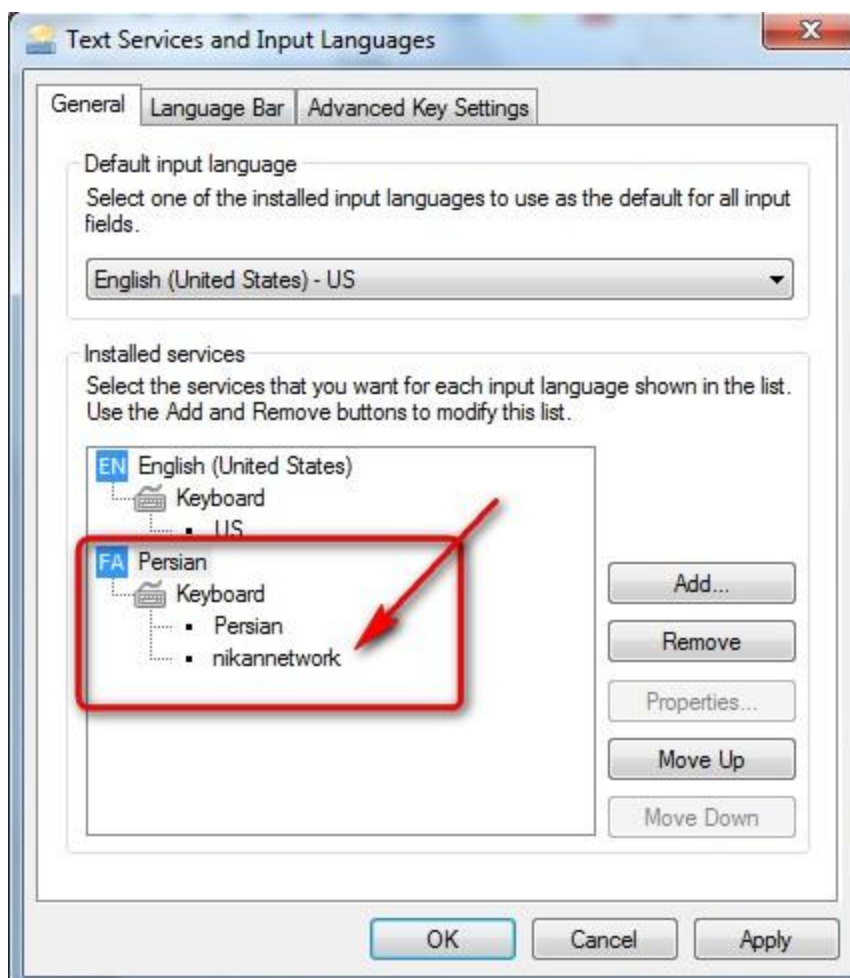 Text Services and Input Languages
General
Language Bar
Advanced Key Settings
Default input language
Select one of the installed input languages to use as the default for all input
fields.
English (United States) - US
Installed services
Select the services that you want for each input language shown in the list.
Use the Add and Remove buttons to modify this list.
EN English (United States)
Keyboard
US
FA Persian
Keyboard
Persian
nikannetwork
Add...
Remove
Properties...
Move Up
Move Down
OK
Cancel
Apply